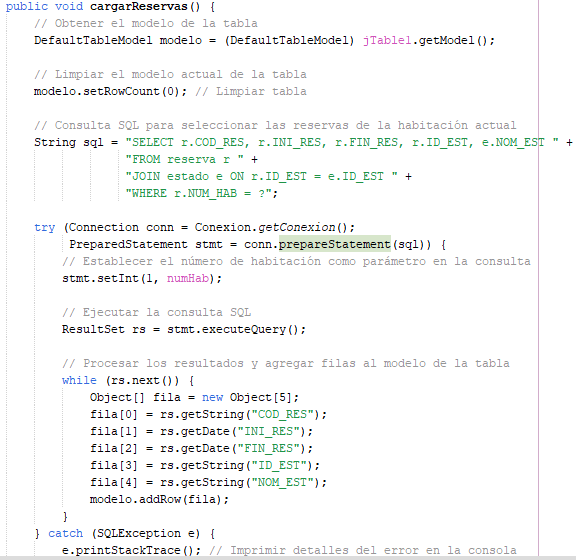 public void cargarReservas() {
// Obtener el modelo de la tabla
DefaultTableModel modelo = (DefaultTableModel) jTable1.getModel();
// Limpiar el modelo actual de la tabla
modelo.setRowCount(0); // Limpiar tabla
// Consulta SQL para seleccionar las reservas de la habitación actual
String sql = "SELECT r.COD_RES, r.INI_RES, r.FIN_RES, r.ID_EST, e.NOM_EST " +
"FROM reserva r " +
"JOIN estado e ON r.ID_EST = e.ID_EST " +
"WHERE r.NUM_HAB = ?";
try (Connection conn = Conexion.getConexion();
PreparedStatement stmt = conn.prepareStatement(sql)) {
// Establecer el número de habitación como parámetro en la consulta
stmt.setInt(1, numHab);
// Ejecutar la consulta SQL
ResultSet rs = stmt.executeQuery();
// Procesar los resultados y agregar filas al modelo de la tabla
while (rs.next()) {
Object[] fila = new Object[5];
fila[0] = rs.getString("COD_RES");
fila[1] = rs.getDate("INI_RES");
fila[2] = rs.getDate("FIN_RES");
fila[3] = rs.getString("ID_EST");
fila[4] = rs.getString("NOM_EST");
modelo.addRow(fila);
}
} catch (SQLException e) {
e.printStackTrace(); // Imprimir detalles del error en la consola